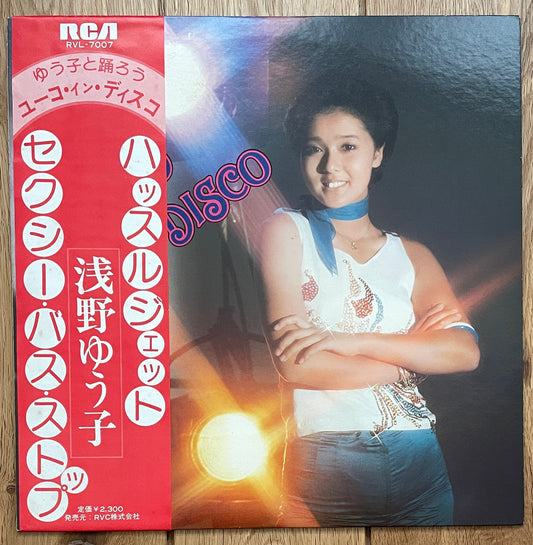 RCA
RVL-7007
ゆう子と踊ろう
ユーコ・イン・ディスコ
ハッスルジェット
セクシー・バス・ストップ
浅野ゆう子
定価￥2,300
発売元：RVC株式会社
DISCO